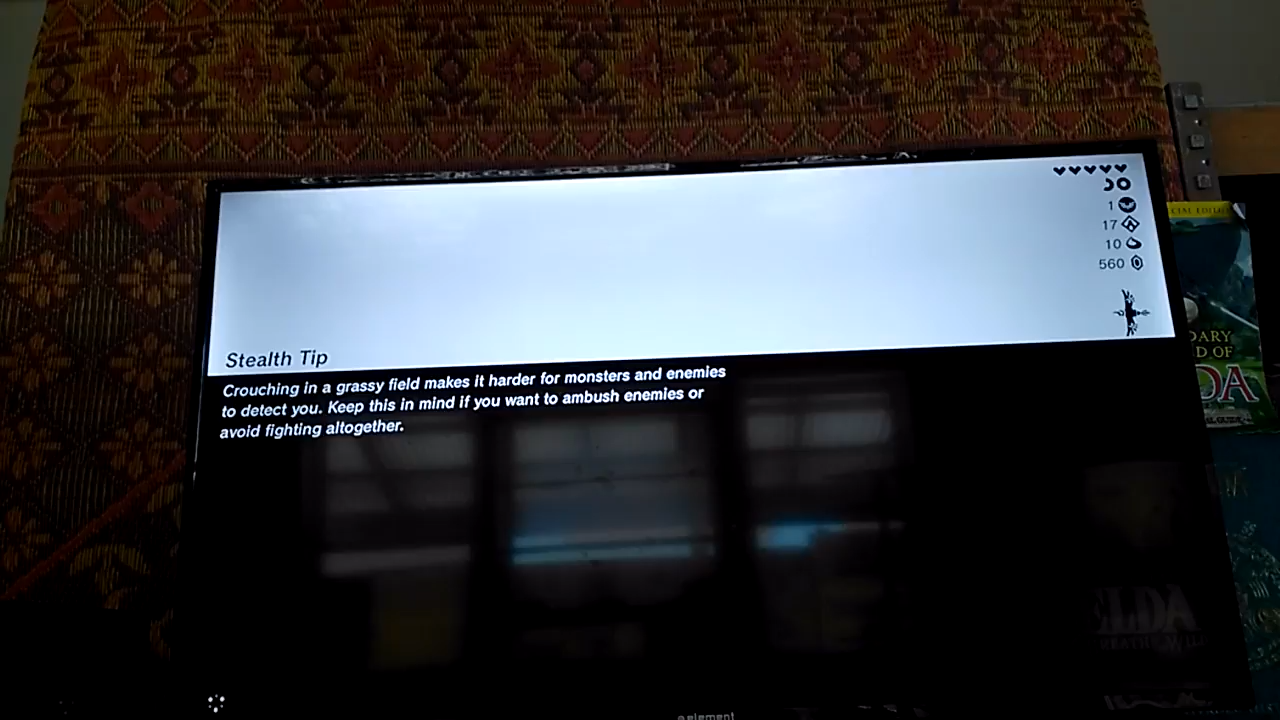 1
17
10
560
Stealth Tip
Crouching in a grassy field makes it harder for monsters and enemies
to detect you. Keep this in mind if you want to ambush enemies or
avoid fighting altogether.
element